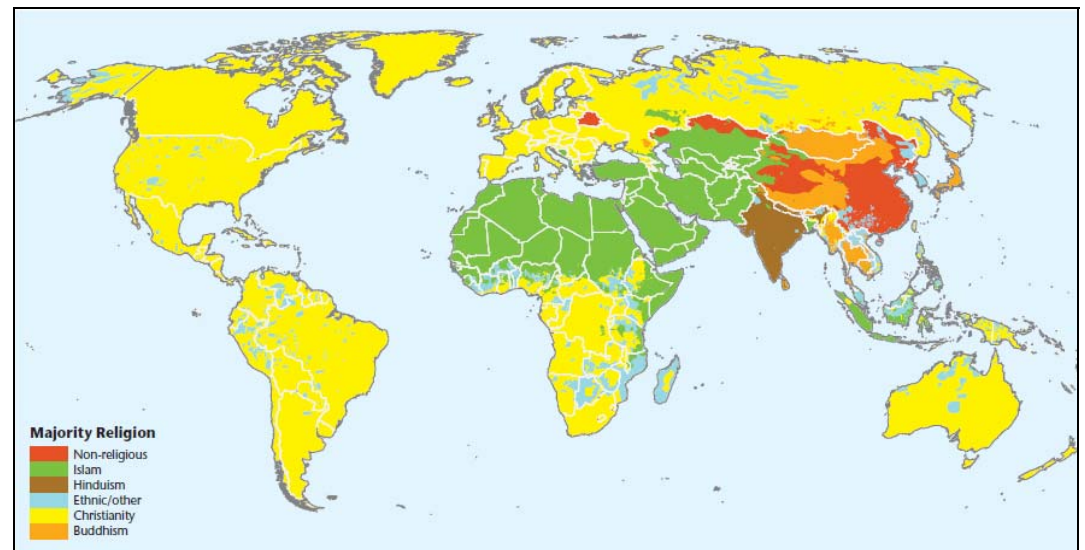 Majority Religion
Non-religious
Islam
Hinduism
Ethnic/other
Christianity
Buddhism